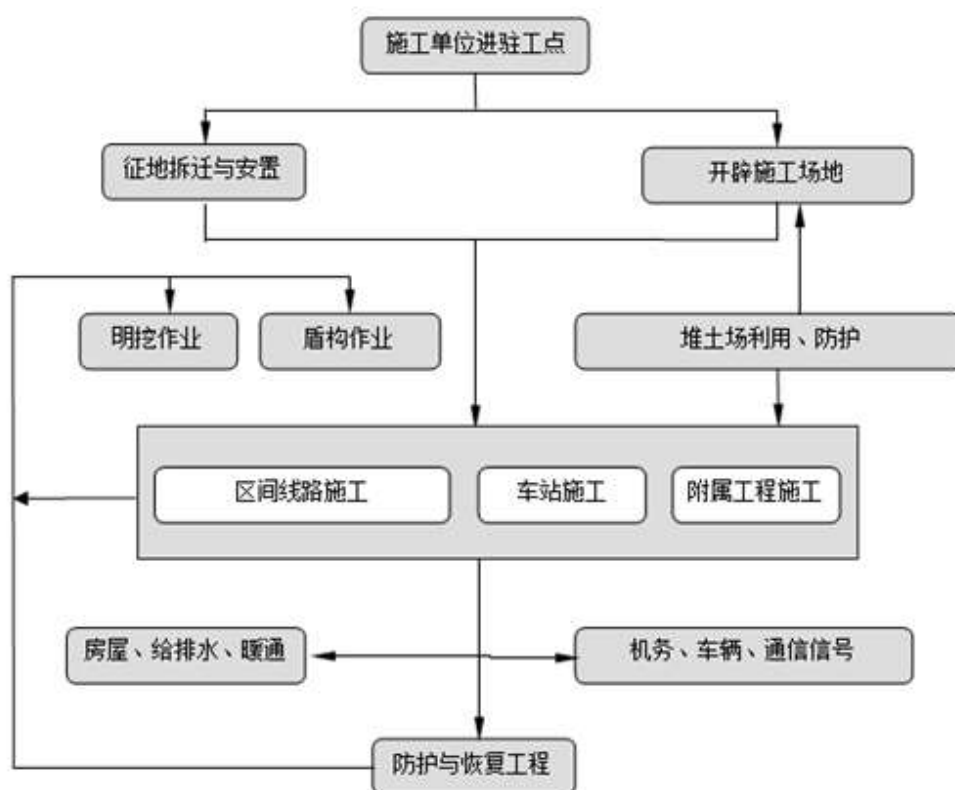 施工单位进驻工点
征地拆迁与安置
开辟施工场地
明挖作业
盾构作业
堆土场利用、防护
区间线路施工
车站施工
附属工程施工
房屋、给排水、暖通
机务、车辆、通信信号
防护与恢复工程